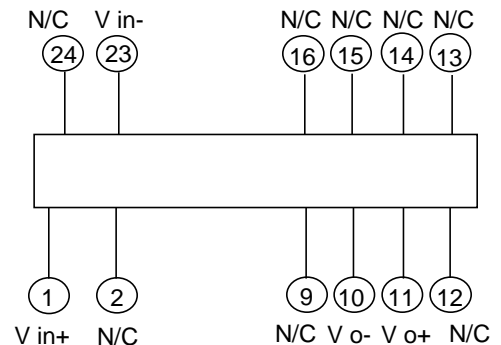 N/C V in- N/C N/C N/C N/C
24 23 16 15 14 13
1 2 9 10 11 12
V in+ N/C N/C V o- V o+ N/C